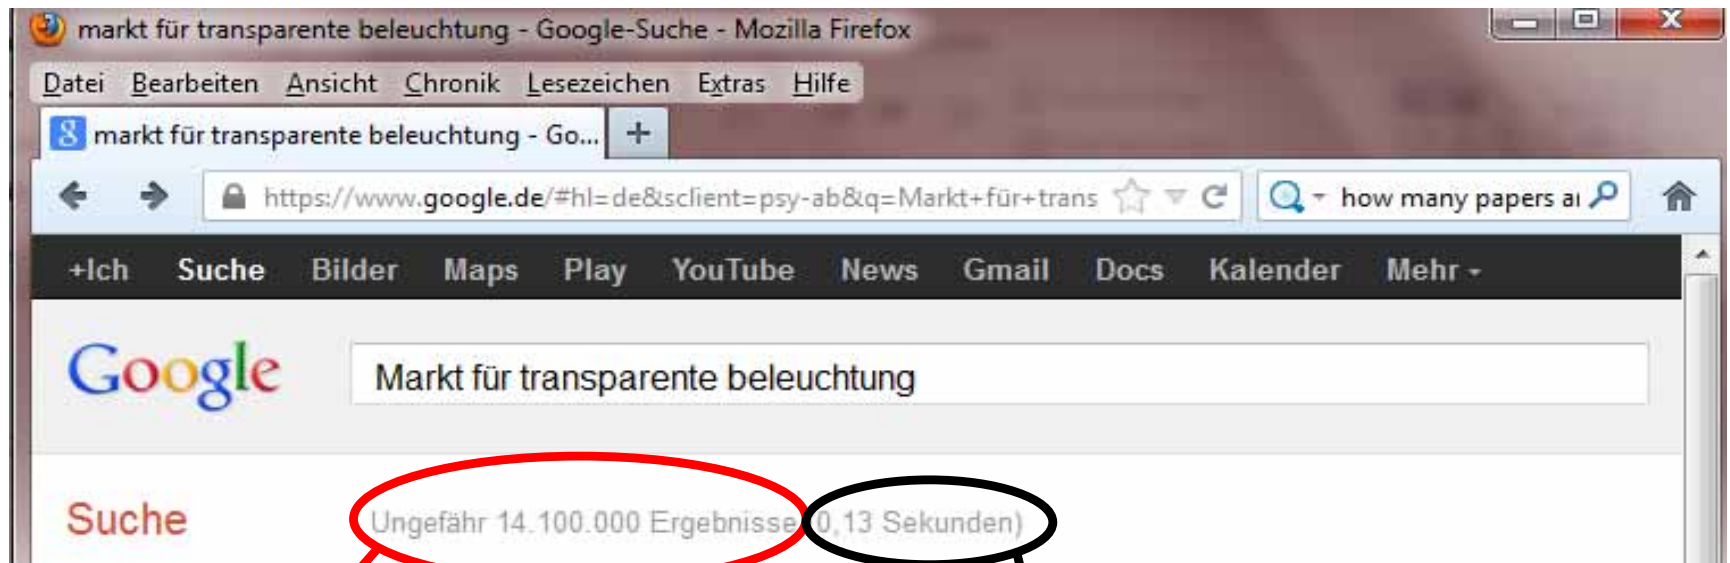 markt für transparente beleuchtung - Google-Suche - Mozilla Firefox
Datei Bearbeiten Ansicht Chronik Lesezeichen Extras Hilfe
markt für transparente beleuchtung - Go...
https://www.google.de/#hl=de&sclient=psy-ab&q=Markt+für+trans how many papers
+Ich Suche Bilder Maps Play YouTube News Gmail Docs Kalender Mehr
Google Markt für transparente beleuchtung
Suche Ungefähr 14.100.000 Ergebnisse (0,13 Sekunden)